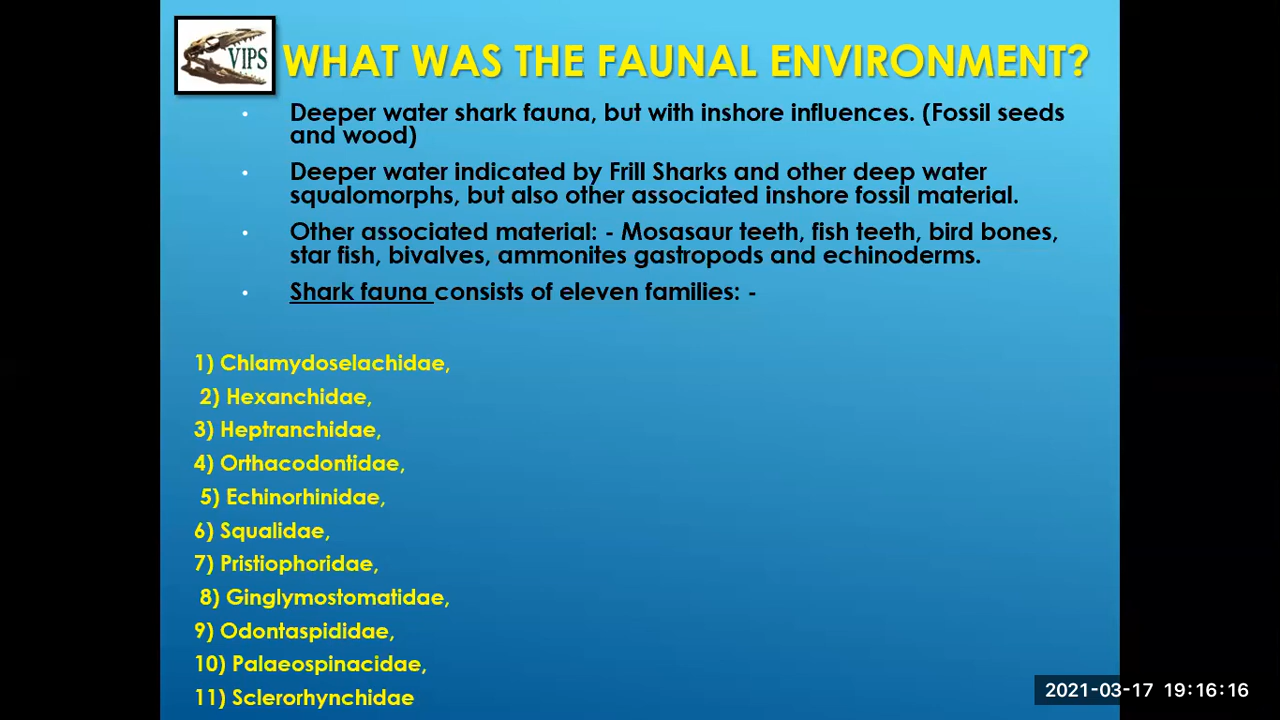 VIPS
WHAT WAS THE FAUNAL ENVIRONMENT?
• Deeper water shark fauna, but with inshore influences. (Fossil seeds
and wood)
• Deeper water indicated by Frill Sharks and other deep water
squalomorphs, but also other associated inshore fossil material.
• Other associated material: - Mosasaur teeth, fish teeth, bird bones,
star fish, bivalves, ammonites gastropods and echinoderms.
• Shark fauna consists of eleven families: -
1) Chlamydoselachidae,
2) Hexanchidae,
3) Heptranchidae,
4) Orthacodontidae,
5) Echinorhinidae,
6) Squalidae,
7) Pristiophoridae,
8) Ginglymostomatidae,
9) Odontaspididae,
10) Palaeospinacidae,
11) Sclerorhynchidae
2021-03-17 19:16:16